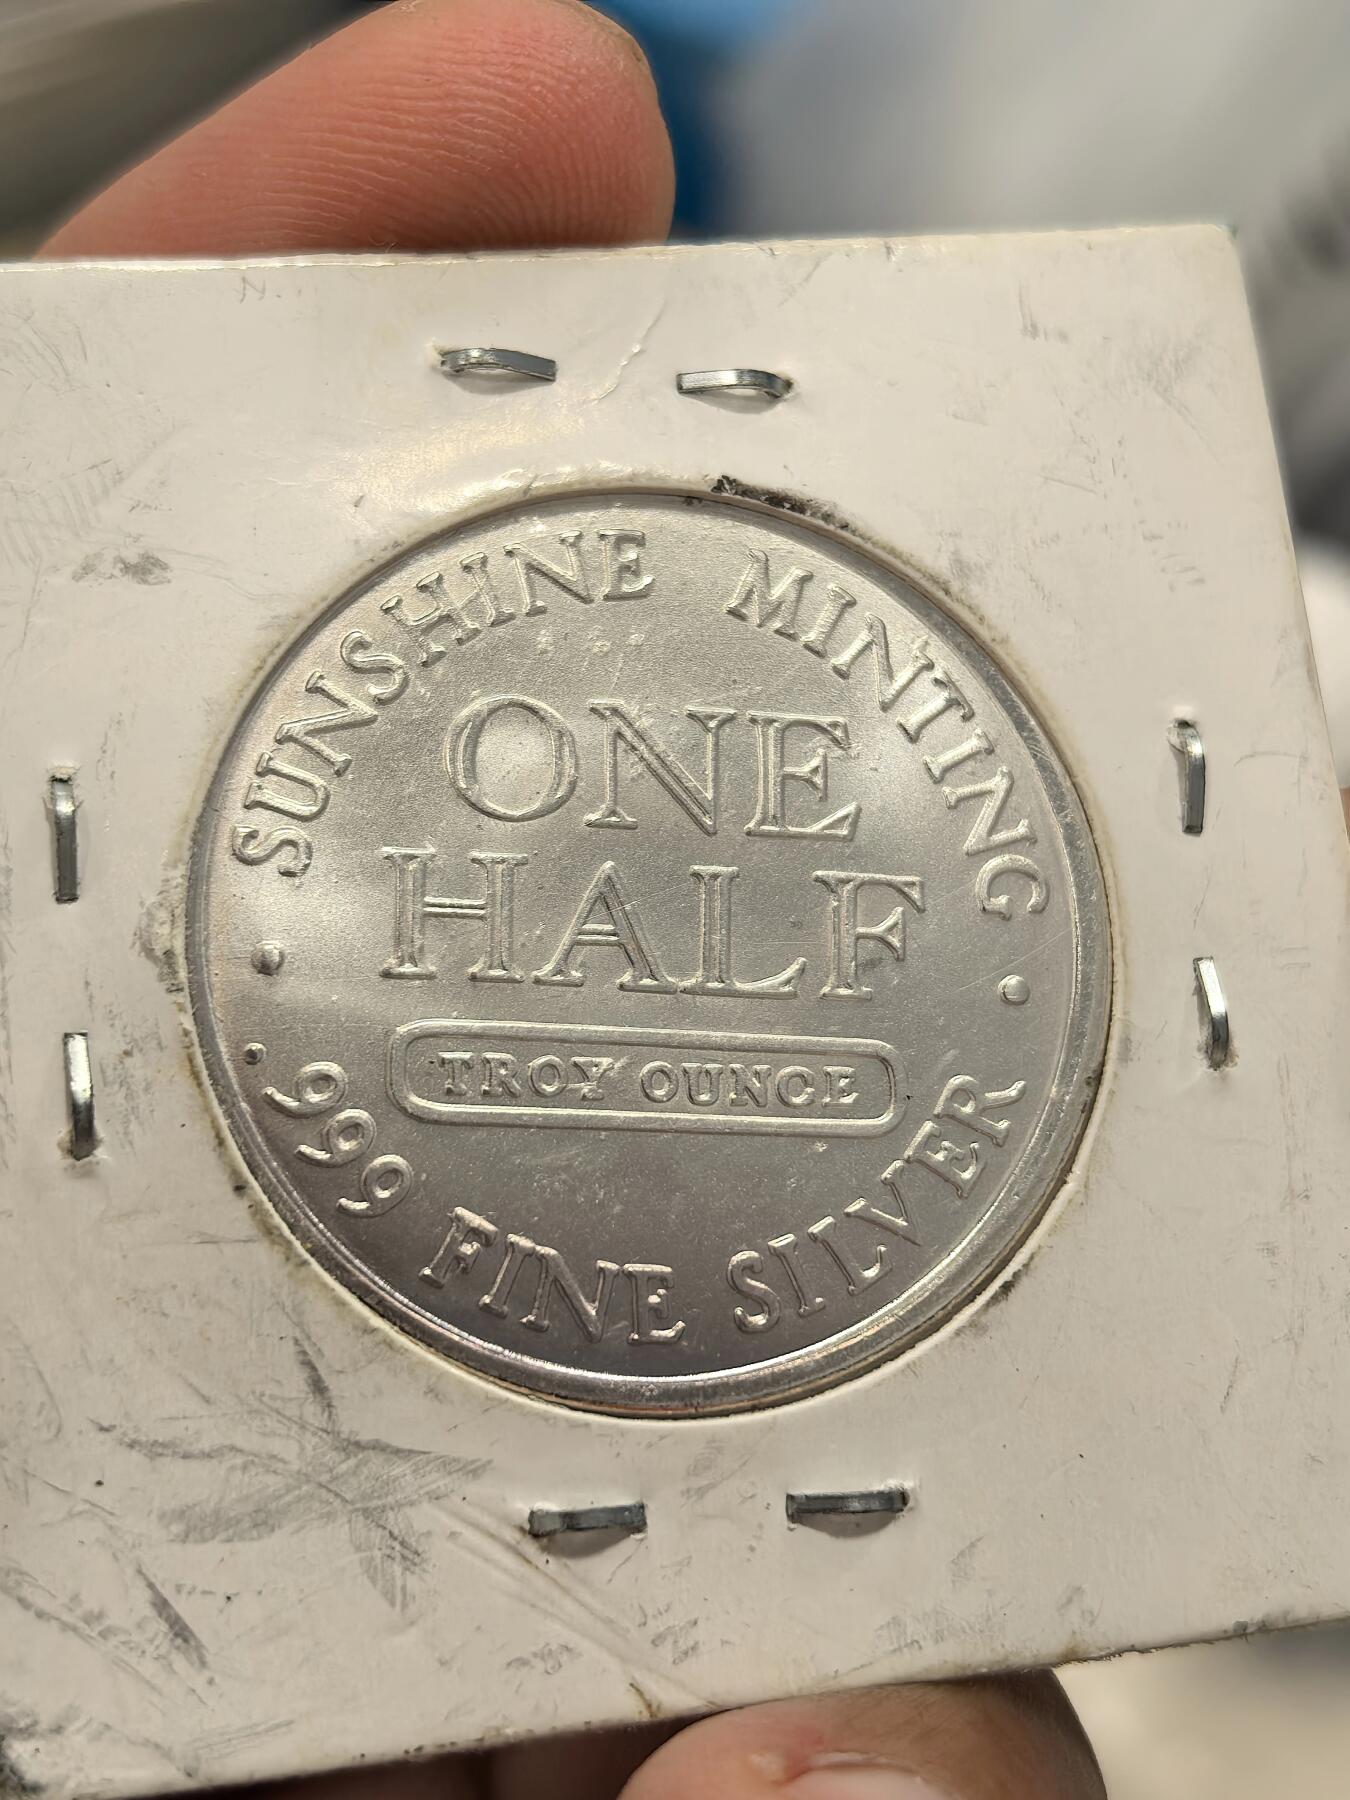 SUNSHINE MINTING
ONE
HALF
TROY OUNCE
.999 FINE SILVER